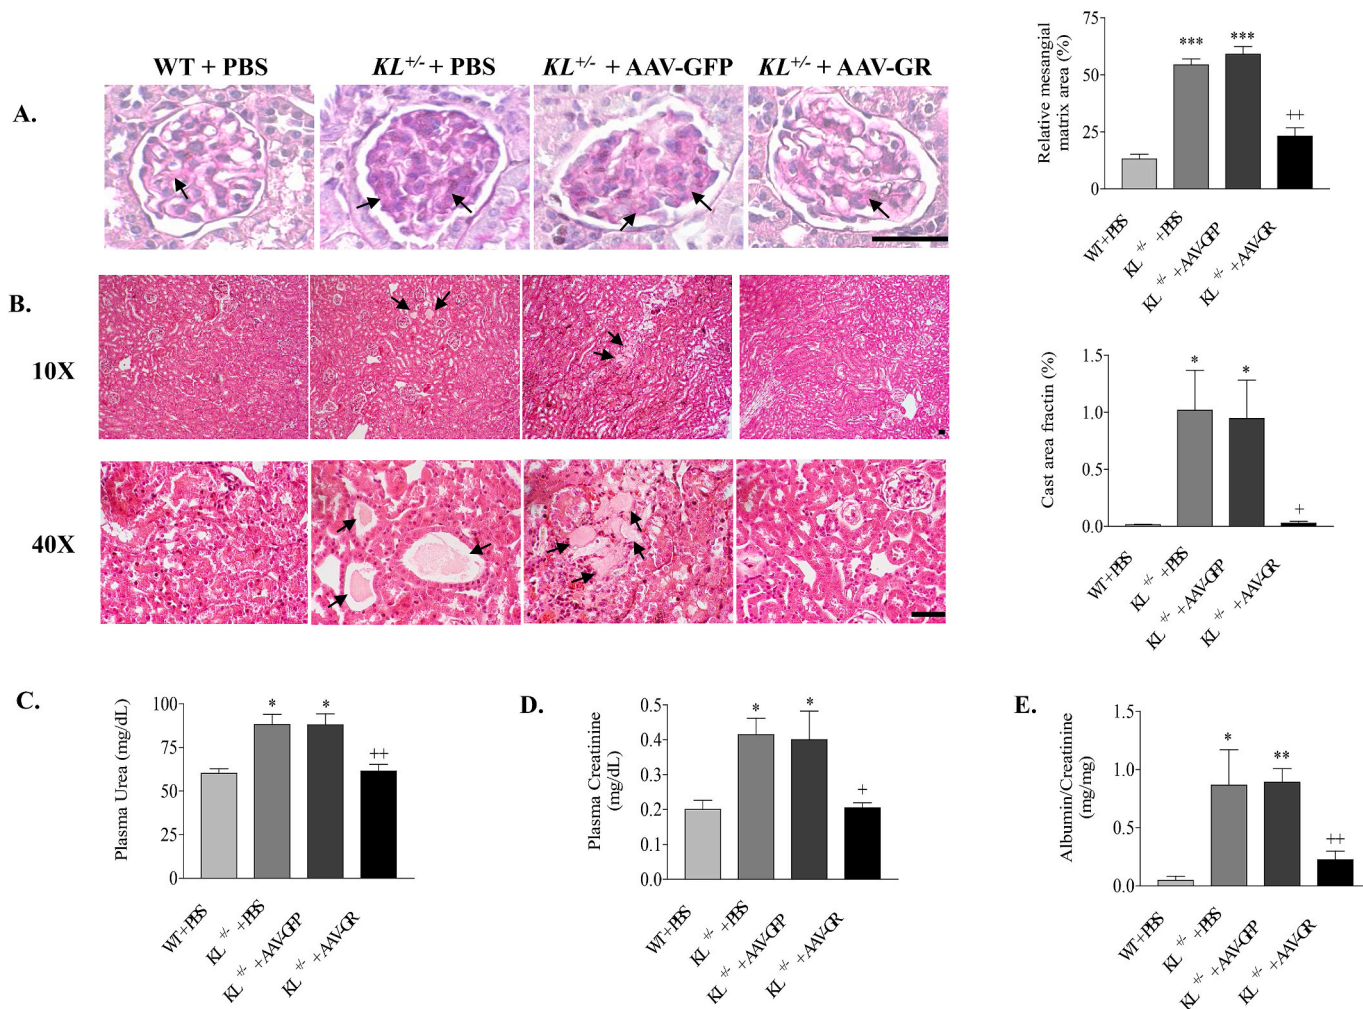 WT + PBS
KL+/- + PBS
KL+/- + AAV-GFP
KL+/- + AAV-GR
A.
Relative mesangial
matrix area (%)
75
50
25
0
***
***
++
WT+PBS
KL+/- +PBS
KL+/- +AAV-GFP
KL+/- +AAV-GR
B.
10X
40X
Cast area fractin (%)
1.5
1.0
0.5
0.0
*
*
+
WT+PBS
KL+/- +PBS
KL+/- +AAV-GFP
KL+/- +AAV-GR
C.
Plasma Urea (mg/dL)
100
75
50
25
0
*
*
++
WT+PBS
KL+/- +PBS
KL+/- +AAV-GFP
KL+/- +AAV-GR
D.
Plasma Creatinine
(mg/dL)
0.5
0.4
0.3
0.2
0.1
0.0
*
*
+
WT+PBS
KL+/- +PBS
KL+/- +AAV-GFP
KL+/- +AAV-GR
E.
Albumin/Creatinine
(mg/mg)
1.5
1.0
0.5
0.0
*
**
++
WT+PBS
KL+/- +PBS
KL+/- +AAV-GFP
KL+/- +AAV-GR